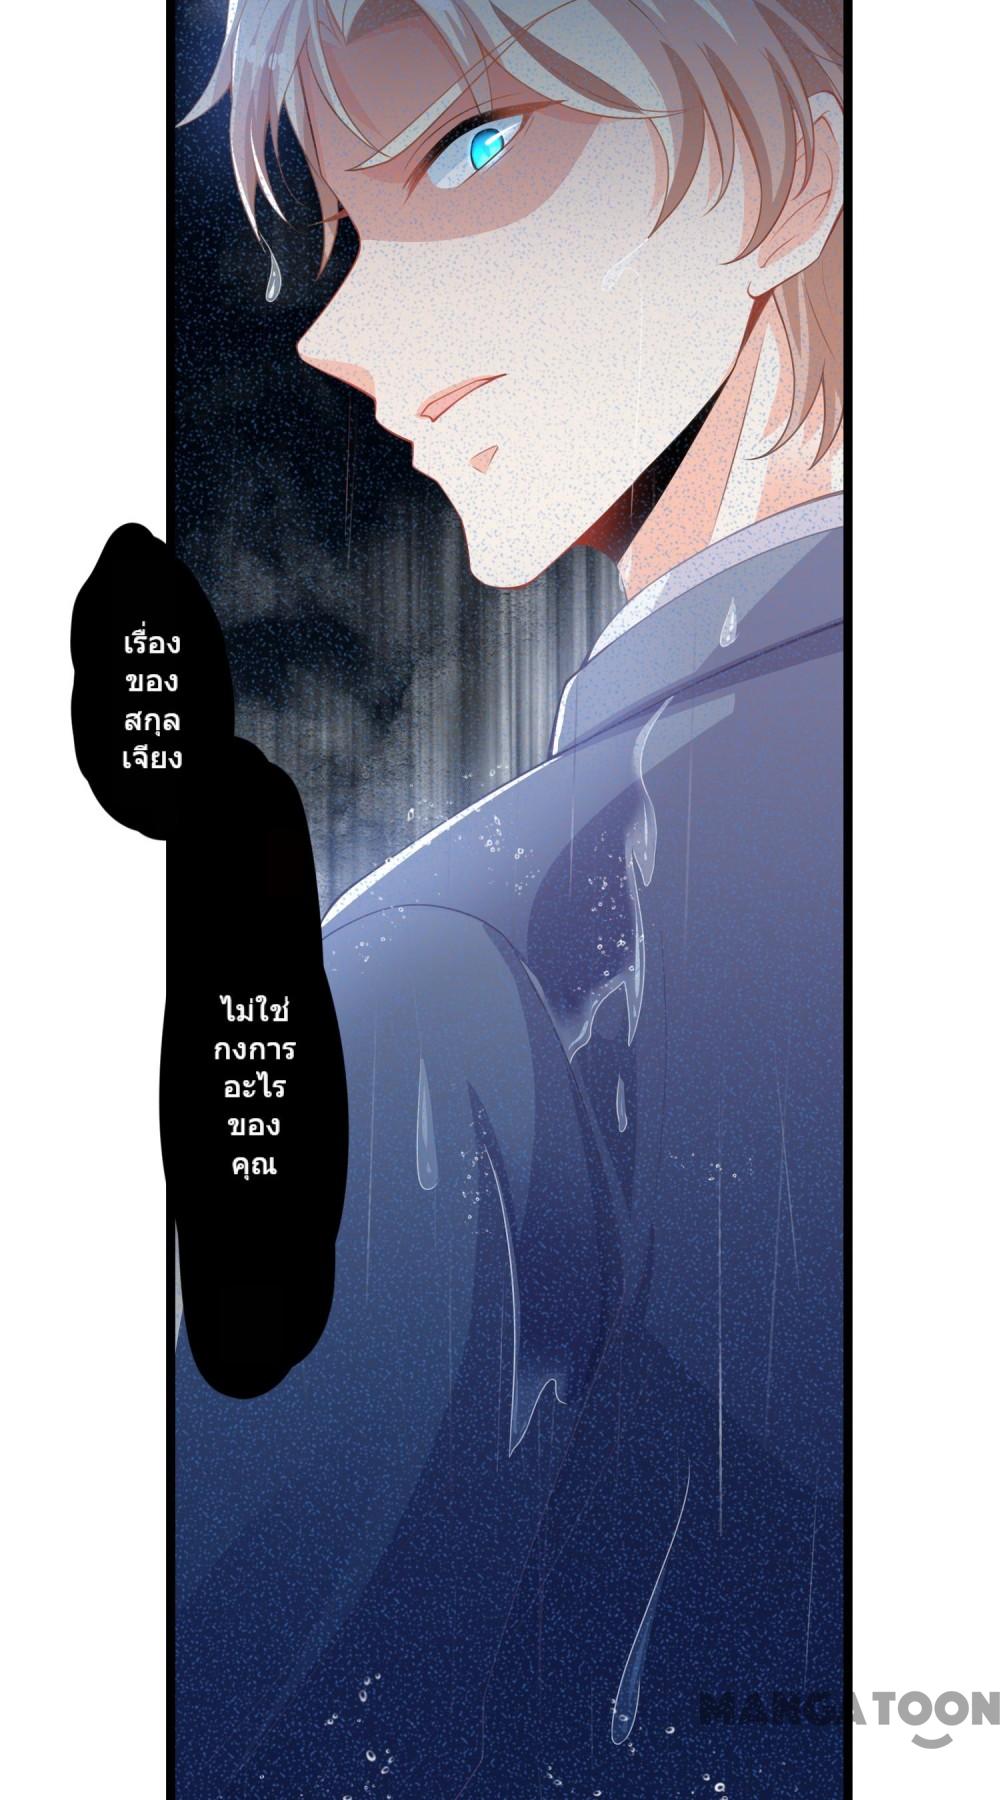 เรื่อง
ของ
สกุล
เจียง
ไม่ใช่
กงการ
อะไร
ของ
คุณ
MANGATOON